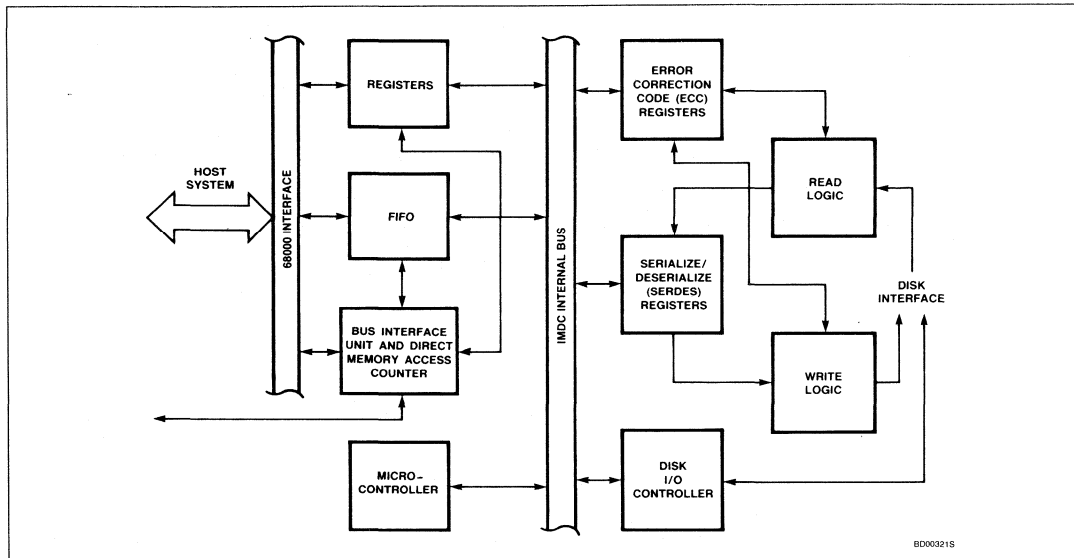 HOST
SYSTEM
68000 INTERFACE
REGISTERS
FIFO
BUS INTERFACE
UNIT AND DIRECT
MEMORY ACCESS
COUNTER
MICRO-
CONTROLLER
IMDC INTERNAL BUS
ERROR
CORRECTION
CODE (ECC)
REGISTERS
READ
LOGIC
SERIALIZE/
DESERIALIZE
(SERDES)
REGISTERS
DISK
INTERFACE
WRITE
LOGIC
DISK
I/O
CONTROLLER
BD00321S